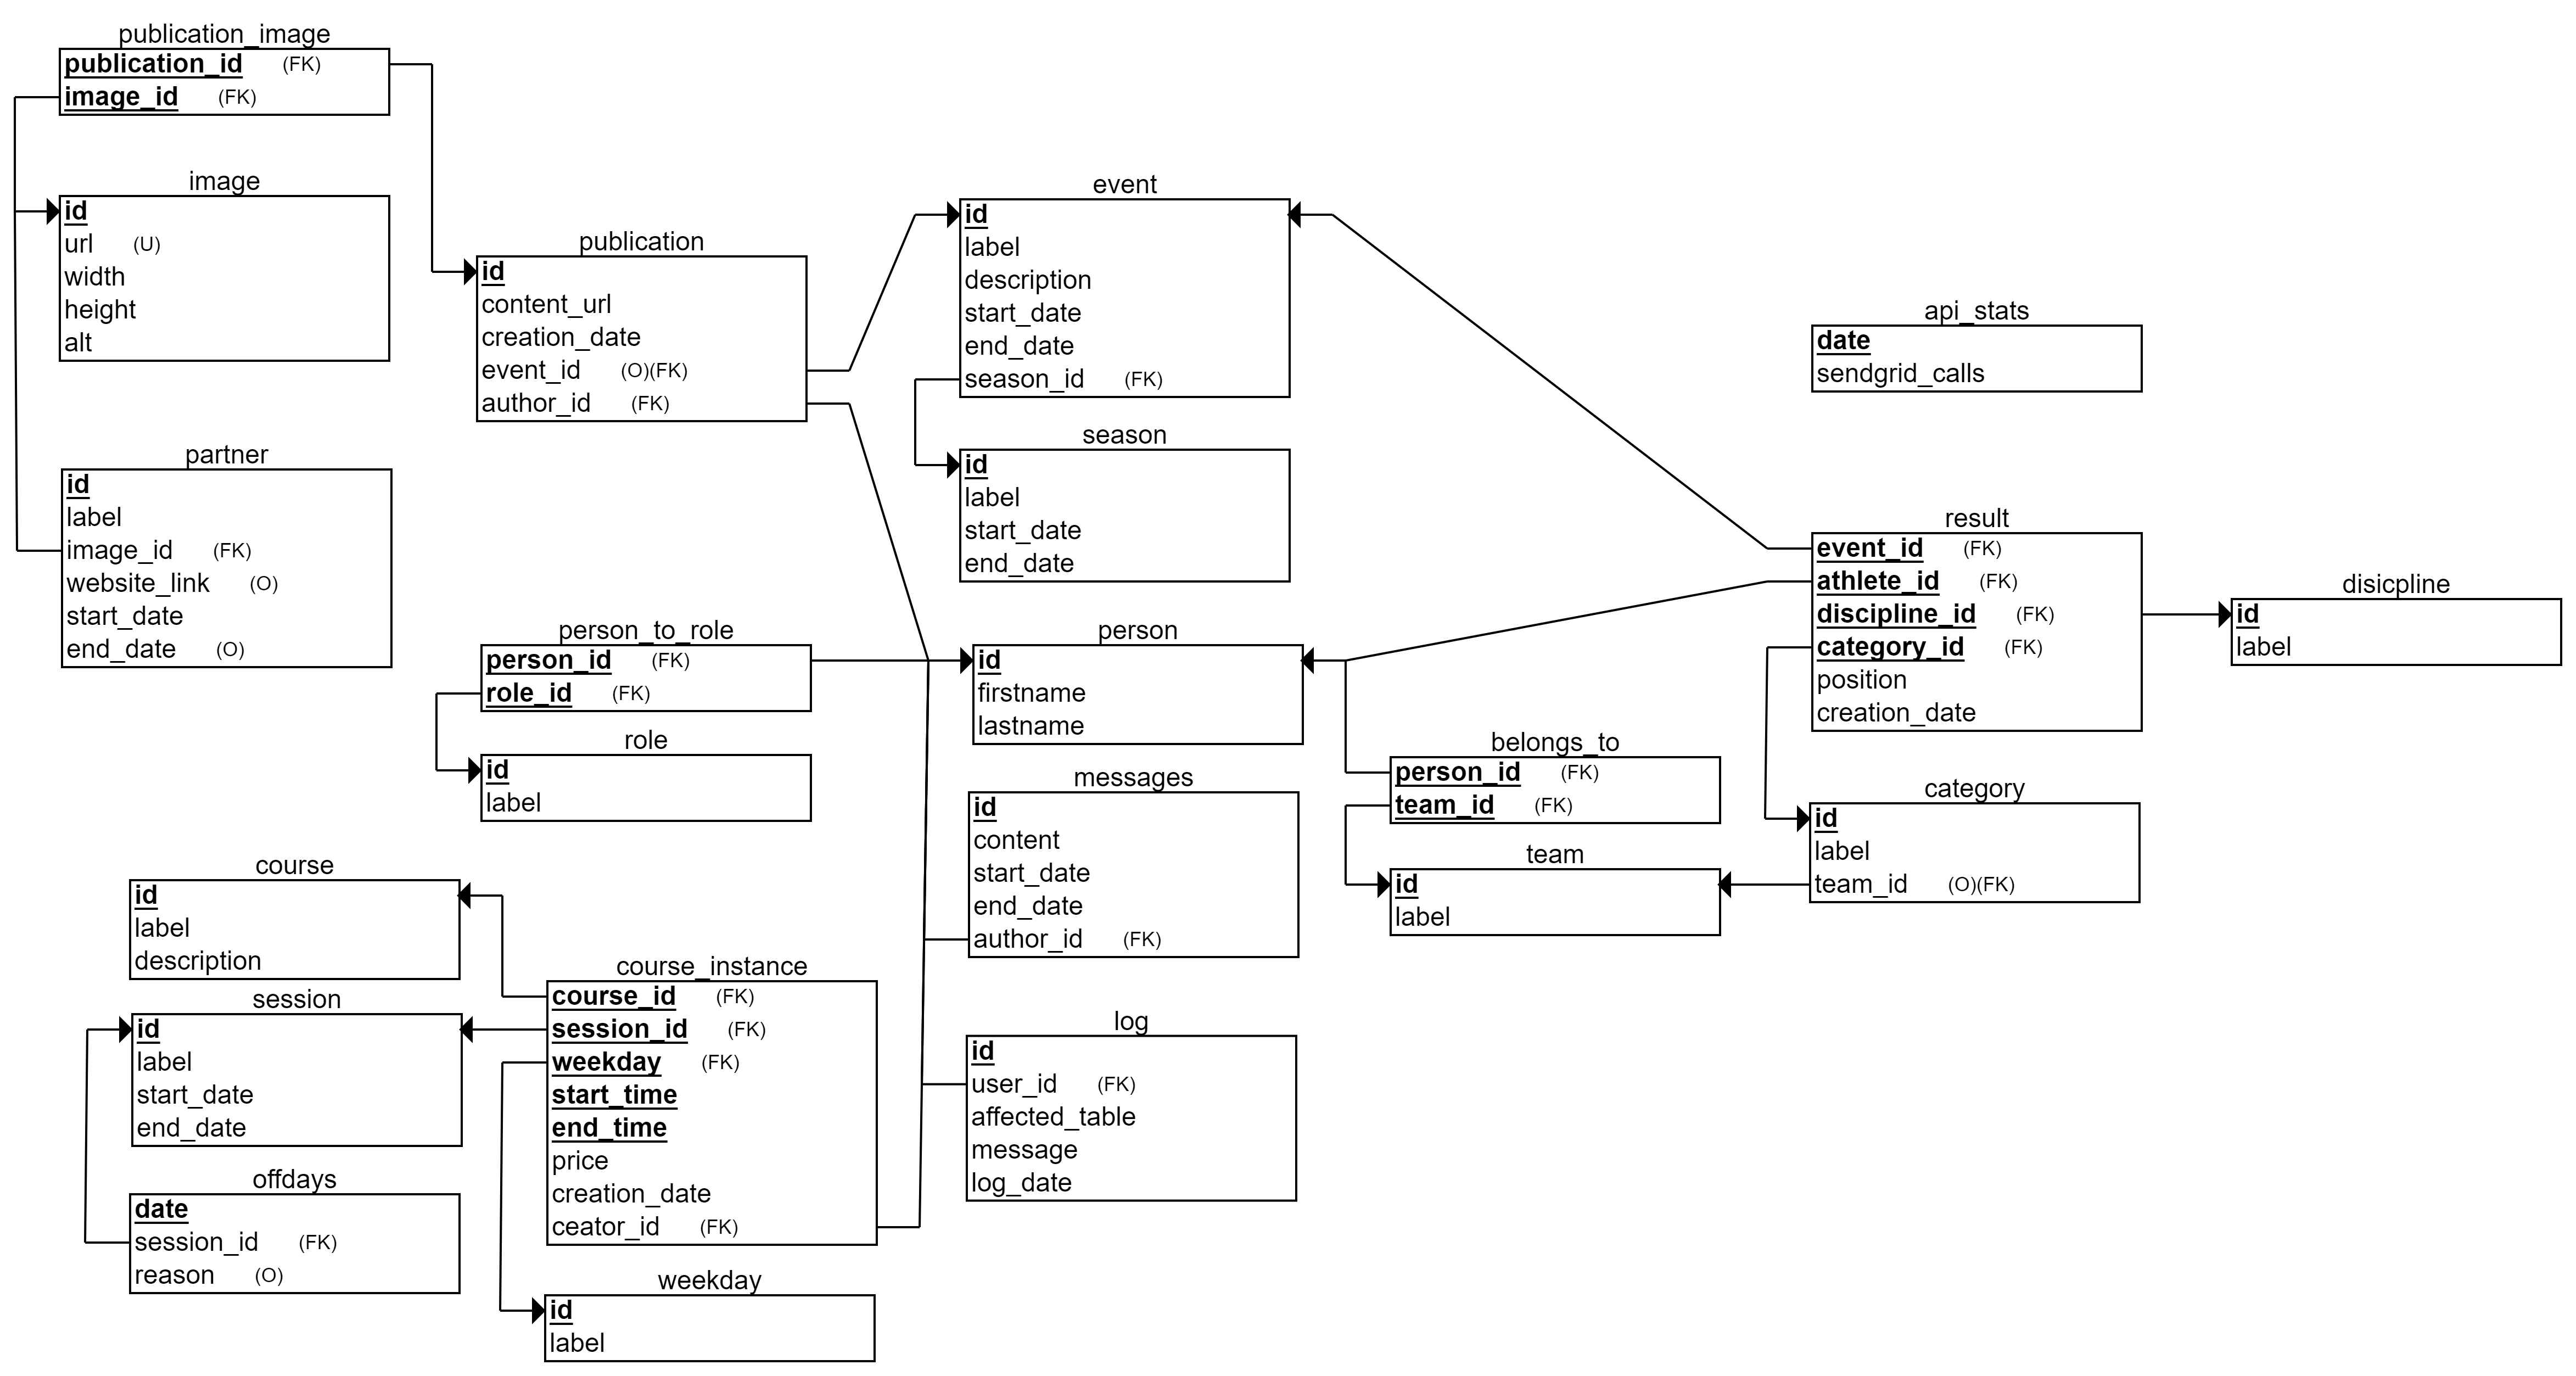 publication_image
publication_id (FK)
image_id (FK)
image
id
url (U)
width
height
alt
partner
id
label
image_id (FK)
website_link (O)
start_date
end_date (O)
publication
id
content_url
creation_date
event_id (O)(FK)
author_id (FK)
event
id
label
description
start_date
end_date
season_id (FK)
season
id
label
start_date
end_date
api_stats
date
sendgrid_calls
result
event_id (FK)
athlete_id (FK)
discipline_id (FK)
category_id (FK)
position
creation_date
disicpline
id
label
person_to_role
person_id (FK)
role_id (FK)
role
id
label
person
id
firstname
lastname
belongs_to
person_id (FK)
team_id (FK)
team
id
label
category
id
label
team_id (O)(FK)
messages
id
content
start_date
end_date
author_id (FK)
log
id
user_id (FK)
affected_table
message
log_date
course
id
label
description
session
id
label
start_date
end_date
offdays
date
session_id (FK)
reason (O)
course_instance
course_id (FK)
session_id (FK)
weekday (FK)
start_time
end_time
price
creation_date
ceator_id (FK)
weekday
id
label